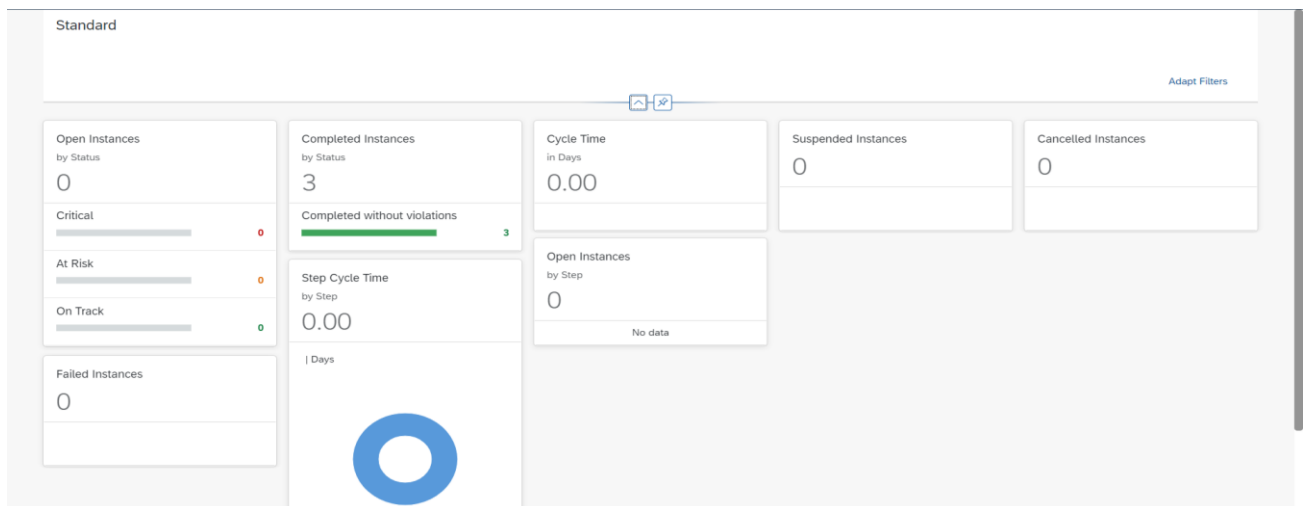 Standard
Adapt Filters
Open Instances
by Status
0
Critical
0
At Risk
0
On Track
0
Failed Instances
0
Completed Instances
by Status
3
Completed without violations
3
Step Cycle Time
by Step
0.00
| Days
Cycle Time
in Days
0.00
Open Instances
by Step
0
No data
Suspended Instances
0
Cancelled Instances
0